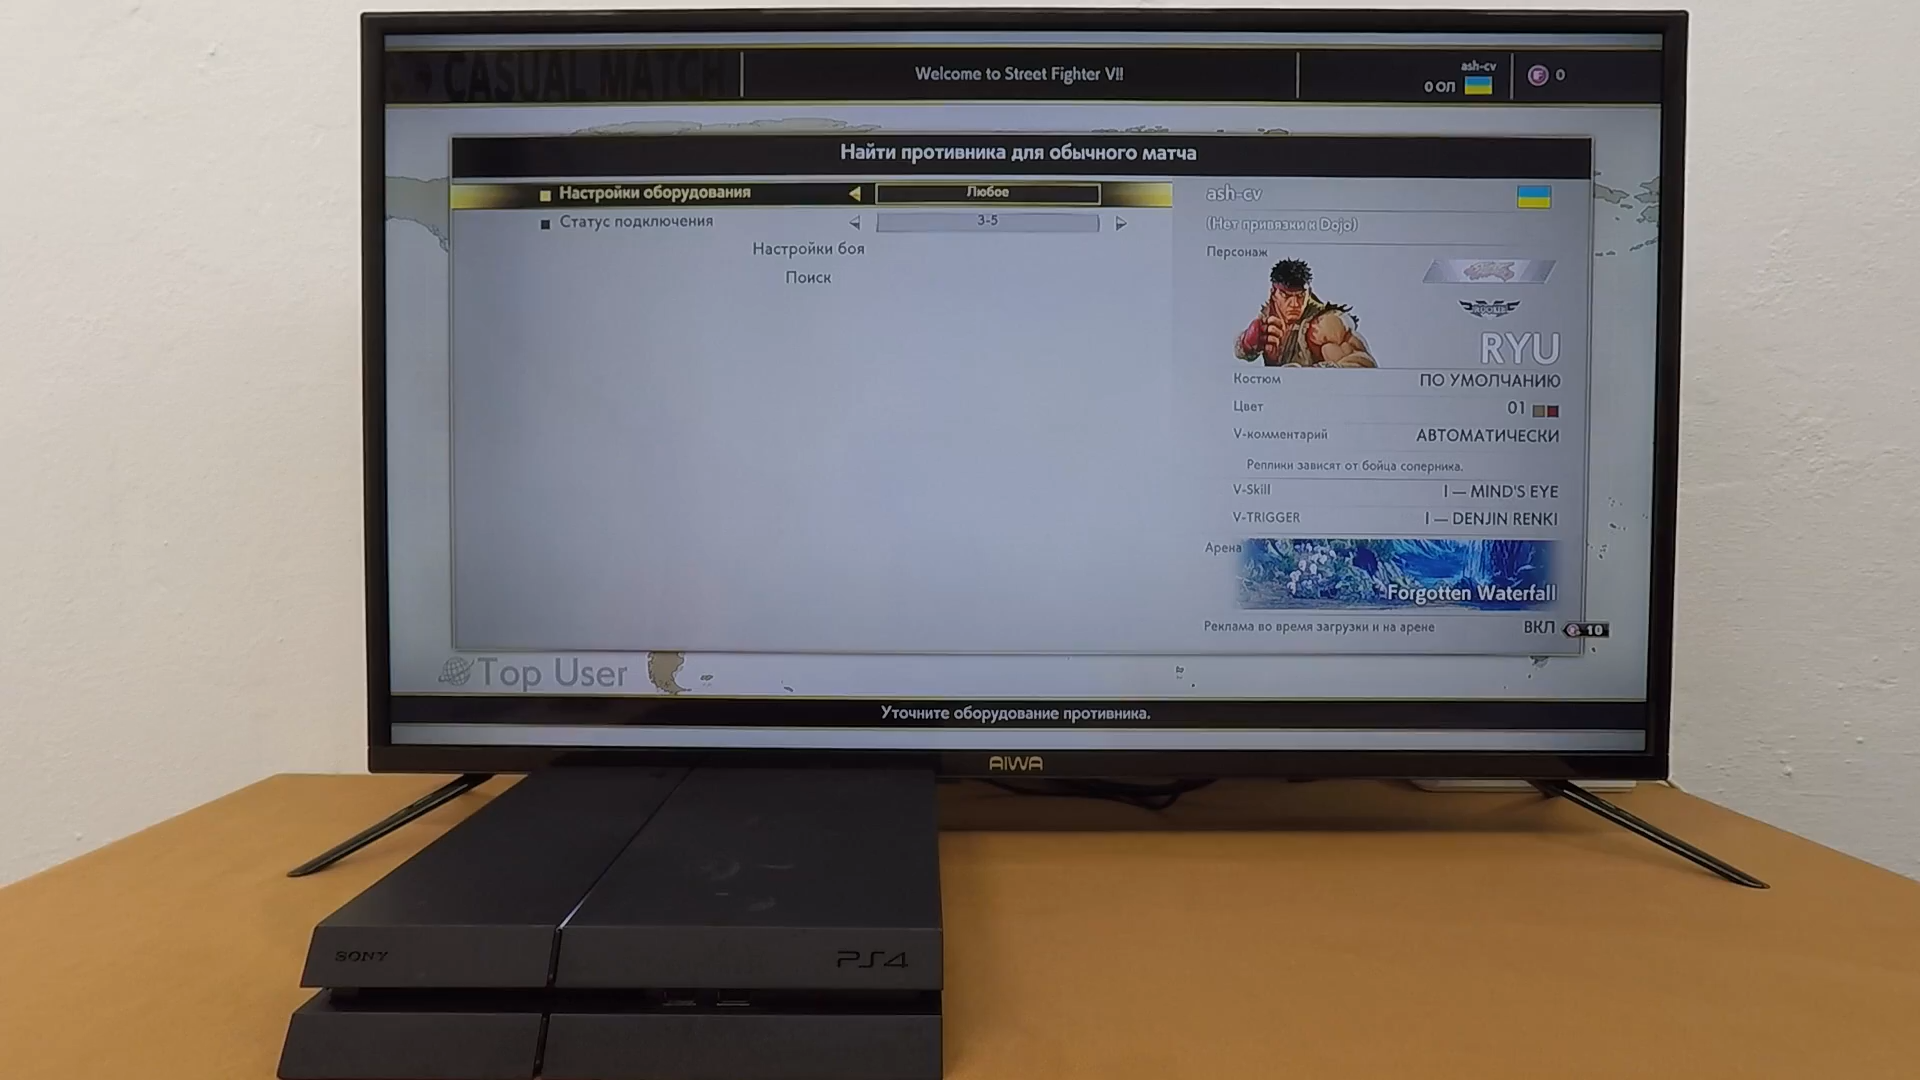 CASUAL MATCH
Welcome to Street Fighter V!!
ash-cv
0 ОЛ
0
Найти противника для обычного матча
Настройки оборудования
Любое
Статус подключения
3-5
Настройки боя
Поиск
ash-cv
(Нет привязки к Dojo)
Персонаж
ROOKIE
RYU
Костюм
ПО УМОЛЧАНИЮ
Цвет
01
V-комментарий
АВТОМАТИЧЕСКИ
Реплики зависят от бойца соперника.
V-Skill
I — MIND'S EYE
V-TRIGGER
I — DENJIN RENKI
Арена
Forgotten Waterfall
Реклама во время загрузки и на арене
ВКЛ
10
Top User
Уточните оборудование противника.
AIWA
SONY
PS4